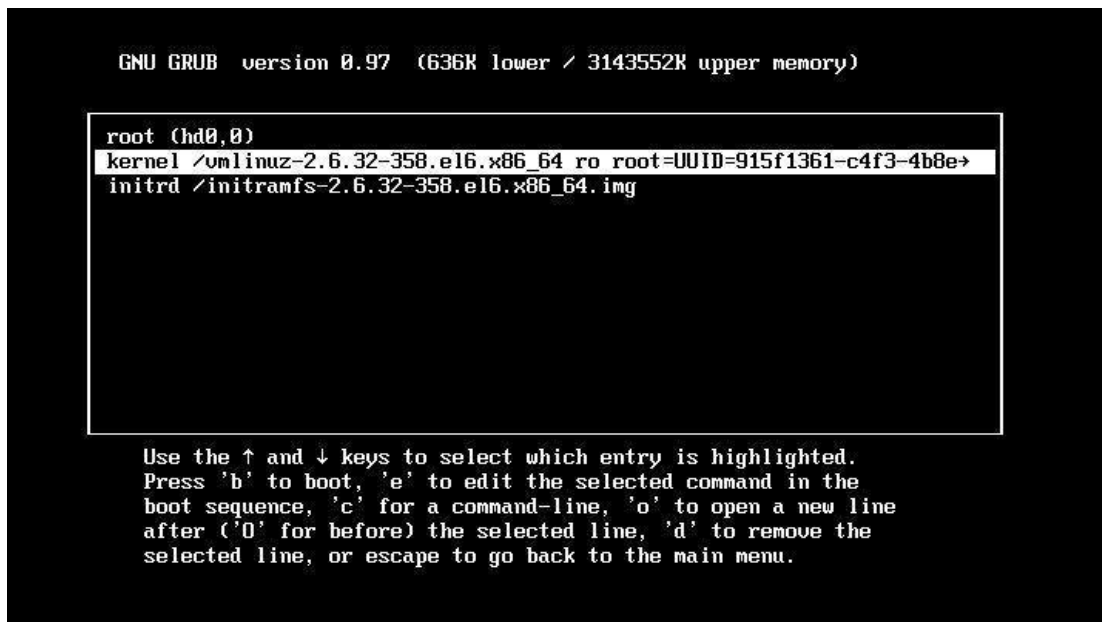 GNU GRUB  version 0.97  (636K lower / 3143552K upper memory)
root (hd0,0)
kernel /vmlinuz-2.6.32-358.el6.x86_64 ro root=UUID=915f1361-c4f3-4b8e→
initrd /initramfs-2.6.32-358.el6.x86_64.img
Use the ↑ and ↓ keys to select which entry is highlighted.
Press 'b' to boot, 'e' to edit the selected command in the
boot sequence, 'c' for a command-line, 'o' to open a new line
after ('O' for before) the selected line, 'd' to remove the
selected line, or escape to go back to the main menu.